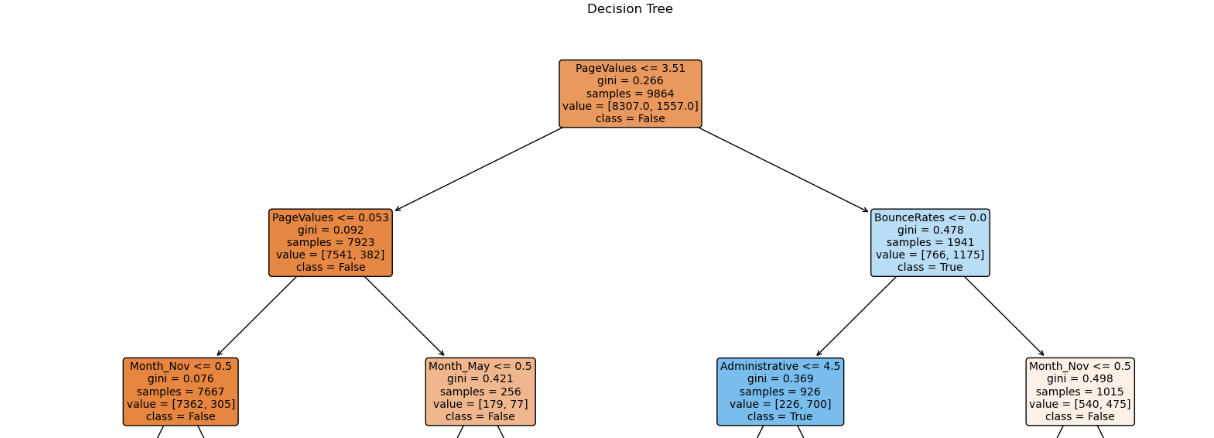 Decision Tree
PageValues <= 3.51
gini = 0.266
samples = 9864
value = [8307.0, 1557.0]
class = False
PageValues <= 0.053
gini = 0.092
samples = 7923
value = [7541, 382]
class = False
BounceRates <= 0.0
gini = 0.478
samples = 1941
value = [766, 1175]
class = True
Month_Nov <= 0.5
gini = 0.076
samples = 7667
value = [7362, 305]
class = False
Month_May <= 0.5
gini = 0.421
samples = 256
value = [179, 77]
class = False
Administrative <= 4.5
gini = 0.369
samples = 926
value = [226, 700]
class = True
Month_Nov <= 0.5
gini = 0.498
samples = 1015
value = [540, 475]
class = False